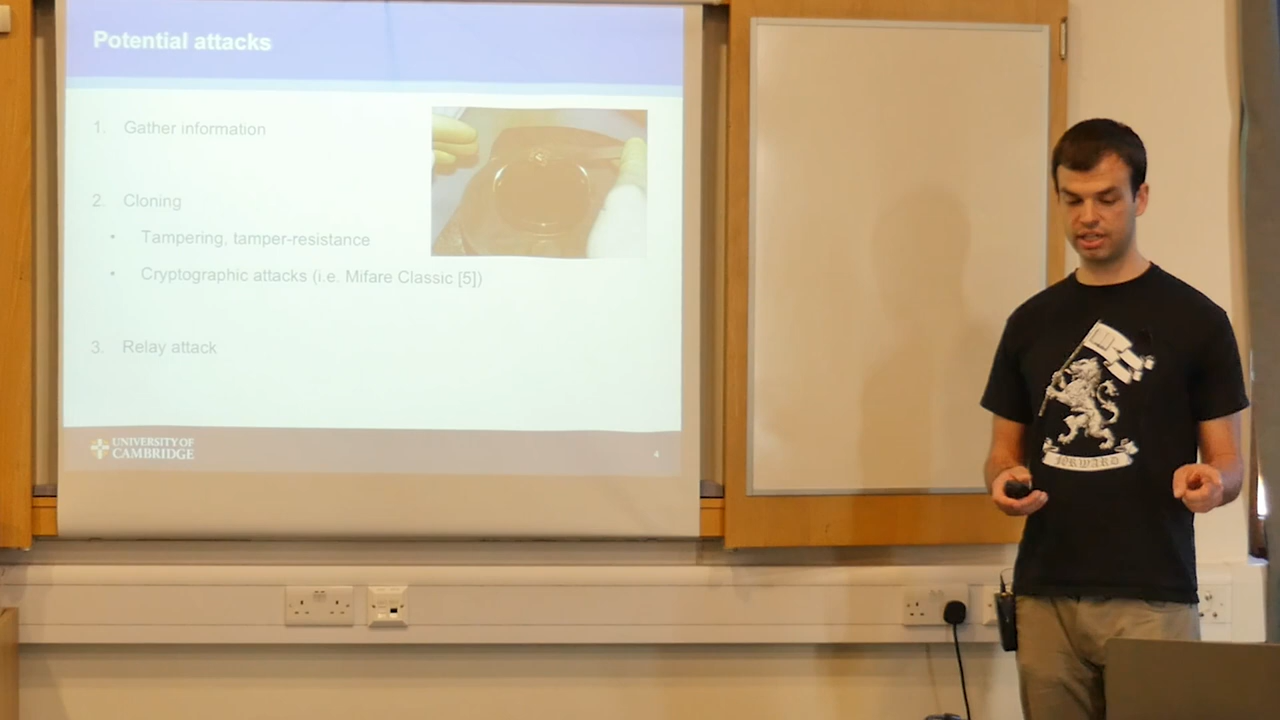 Potential attacks
1. Gather information
2. Cloning
• Tampering, tamper-resistance
• Cryptographic attacks (i.e. Mifare Classic [5])
3. Relay attack
UNIVERSITY OF
CAMBRIDGE
4
FORWARD